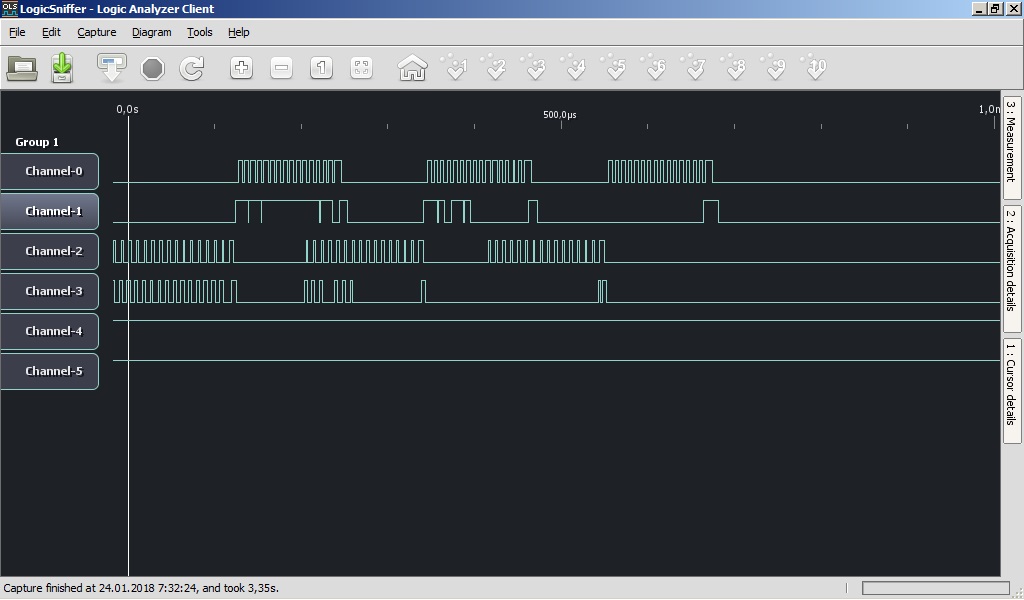 OLS LogicSniffer - Logic Analyzer Client
File Edit Capture Diagram Tools Help
1 1 2 3 4 5 6 7 8 9 10
0,0s 500,0µs 1,0m
Group 1
Channel-0
Channel-1
Channel-2
Channel-3
Channel-4
Channel-5
3 : Measurement
2 : Acquisition details
1 : Cursor details
Capture finished at 24.01.2018 7:32:24, and took 3,35s.